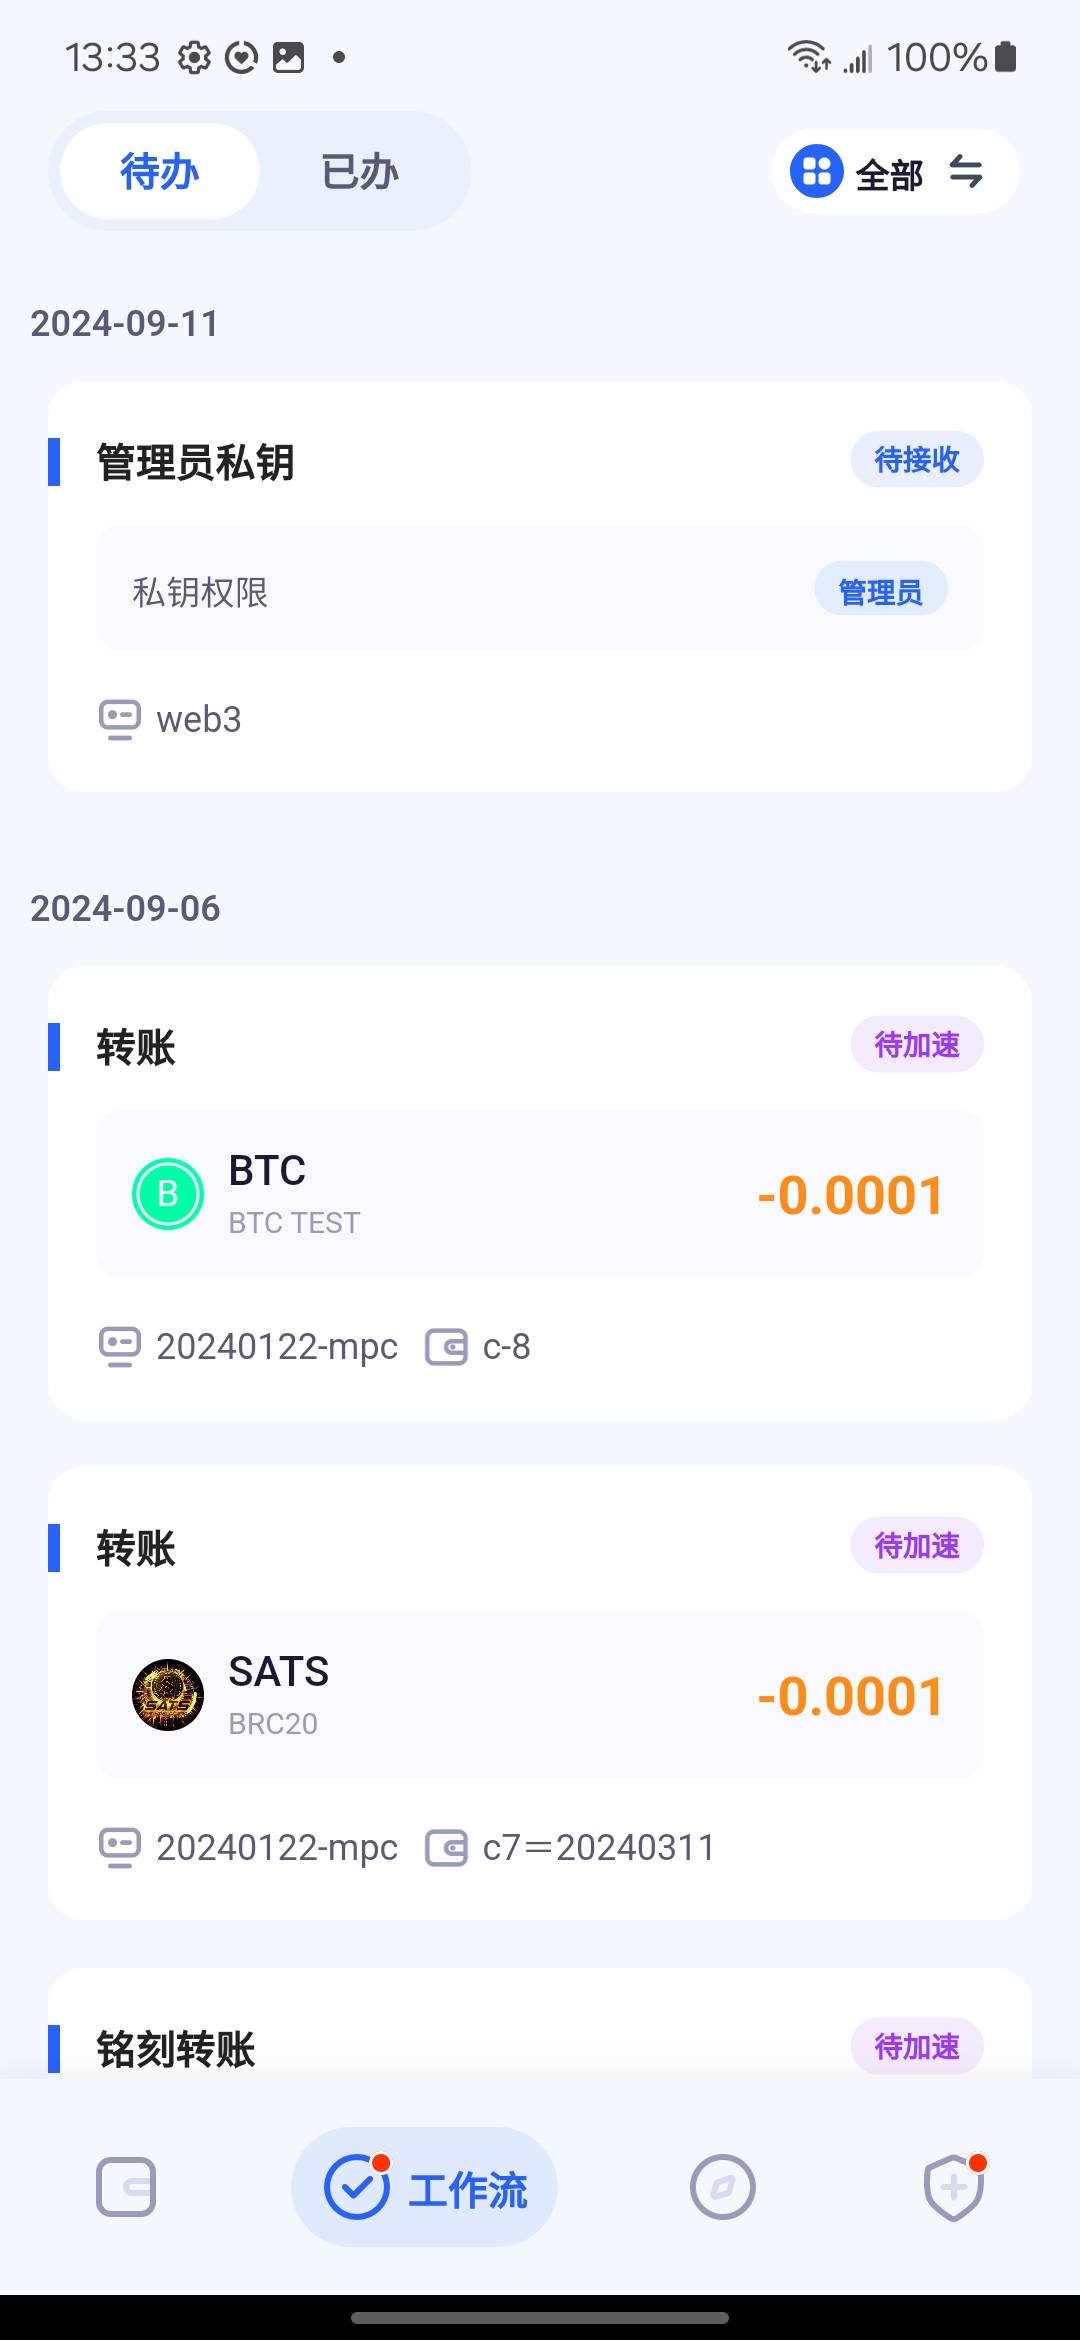 13:33
100%
待办
已办
全部
2024-09-11
管理员私钥
待接收
私钥权限
管理员
web3
2024-09-06
转账
待加速
B
BTC
BTC TEST
-0.0001
20240122-mpc
c-8
转账
待加速
SATS
SATS
BRC20
-0.0001
20240122-mpc
c7＝20240311
铭刻转账
待加速
工作流